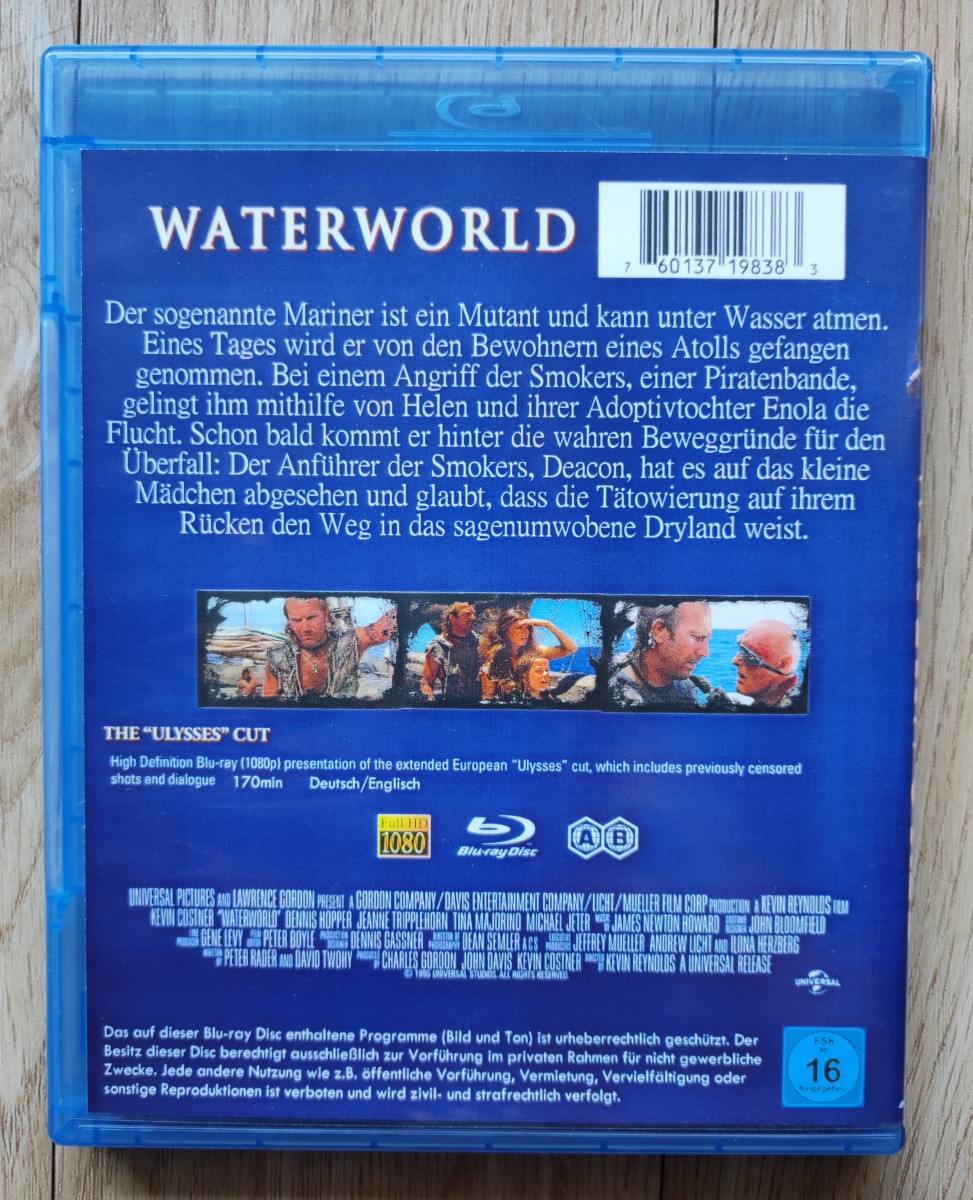 WATERWORLD
7 60137 19838 3
Der sogenannte Mariner ist ein Mutant und kann unter Wasser atmen.
Eines Tages wird er von den Bewohnern eines Atolls gefangen
genommen. Bei einem Angriff der Smokers, einer Piratenbande,
gelingt ihm mithilfe von Helen und ihrer Adoptivtochter Enola die
Flucht. Schon bald kommt er hinter die wahren Beweggründe für den
Überfall: Der Anführer der Smokers, Deacon, hat es auf das kleine
Mädchen abgesehen und glaubt, dass die Tätowierung auf ihrem
Rücken den Weg in das sagenumwobene Dryland weist.
THE “ULYSSES” CUT
High Definition Blu-ray (1080p) presentation of the extended European "Ulysses" cut, which includes previously censored
shots and dialogue 170min Deutsch/Englisch
Full HD
1080
Blu-ray Disc
A B
UNIVERSAL PICTURES AND LAWRENCE GORDON PRESENT A GORDON COMPANY/DAVIS ENTERTAINMENT COMPANY/LICHT/MUELLER FILM CORP PRODUCTION A KEVIN REYNOLDS FILM
KEVIN COSTNER "WATERWORLD" DENNIS HOPPER JEANNE TRIPPLEHORN TINA MAJORINO MICHAEL JETER MUSIC BY JAMES NEWTON HOWARD COSTUME DESIGNER JOHN BLOOMFIELD
LINE PRODUCER GENE LEVY FILM EDITOR PETER BOYLE PRODUCTION DESIGNER DENNIS GASSNER DIRECTOR OF PHOTOGRAPHY DEAN SEMLER A C S EXECUTIVE PRODUCERS JEFFREY MUELLER ANDREW LICHT AND ILONA HERZBERG
WRITTEN BY PETER RADER AND DAVID TWOHY PRODUCED BY CHARLES GORDON JOHN DAVIS KEVIN COSTNER DIRECTED BY KEVIN REYNOLDS A UNIVERSAL RELEASE
© 1995 UNIVERSAL STUDIOS. ALL RIGHTS RESERVED.
UNIVERSAL
Das auf dieser Blu-ray Disc enthaltene Programme (Bild und Ton) ist urheberrechtlich geschützt. Der
Besitz dieser Disc berechtigt ausschließlich zur Vorführung im privaten Rahmen für nicht gewerbliche
Zwecke. Jede andere Nutzung wie z.B. öffentliche Vorführung, Vermietung, Vervielfältigung oder
sonstige Reproduktionen ist verboten und wird zivil- und strafrechtlich verfolgt.
FSK
ab
16
freigegeben